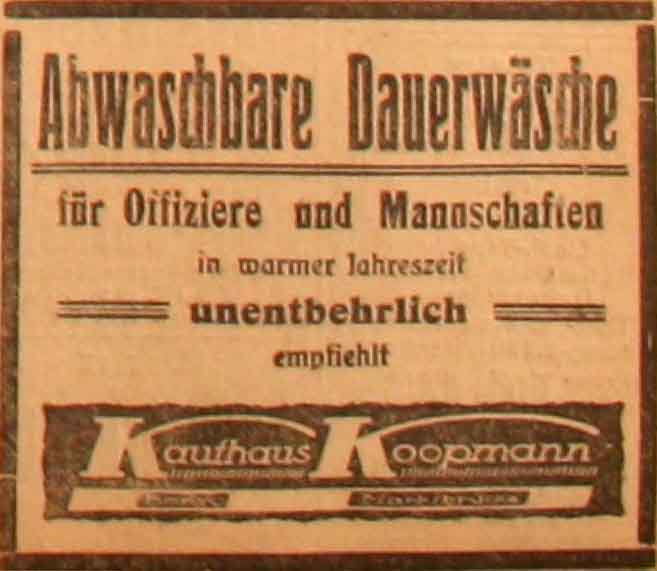 Abwaschbare Dauerwäsche
für Offiziere und Mannschaften
in warmer Jahreszeit
unentbehrlich
empfiehlt
Kaufhaus Koopmann